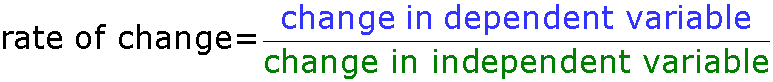 rate of change=change in dependent variable
change in independent variable